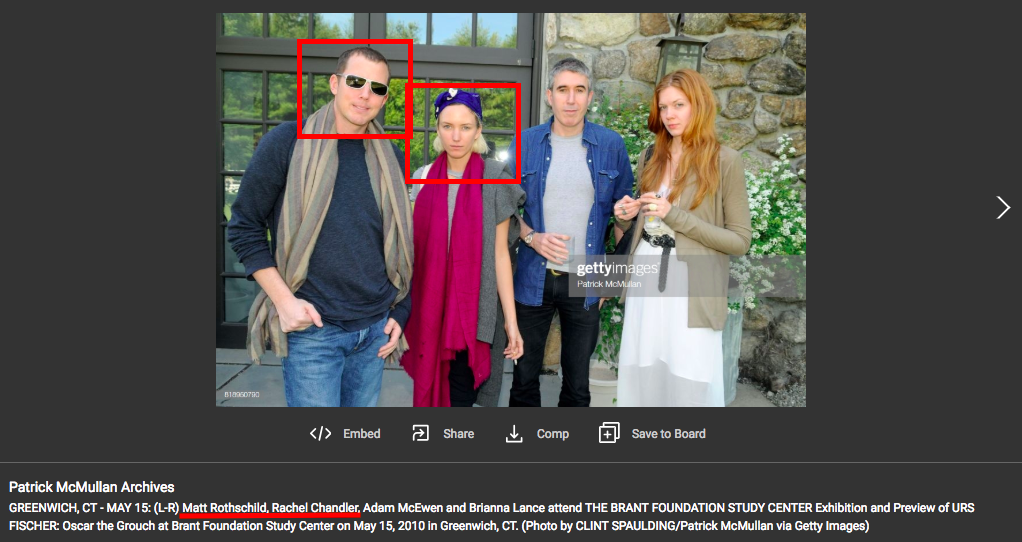 gettyimages
Patrick McMullan
818960790
Embed
Share
Comp
Save to Board
Patrick McMullan Archives
GREENWICH, CT - MAY 15: (L-R) Matt Rothschild, Rachel Chandler, Adam McEwen and Brianna Lance attend THE BRANT FOUNDATION STUDY CENTER Exhibition and Preview of URS
FISCHER: Oscar the Grouch at Brant Foundation Study Center on May 15, 2010 in Greenwich, CT. (Photo by CLINT SPAULDING/Patrick McMullan via Getty Images)